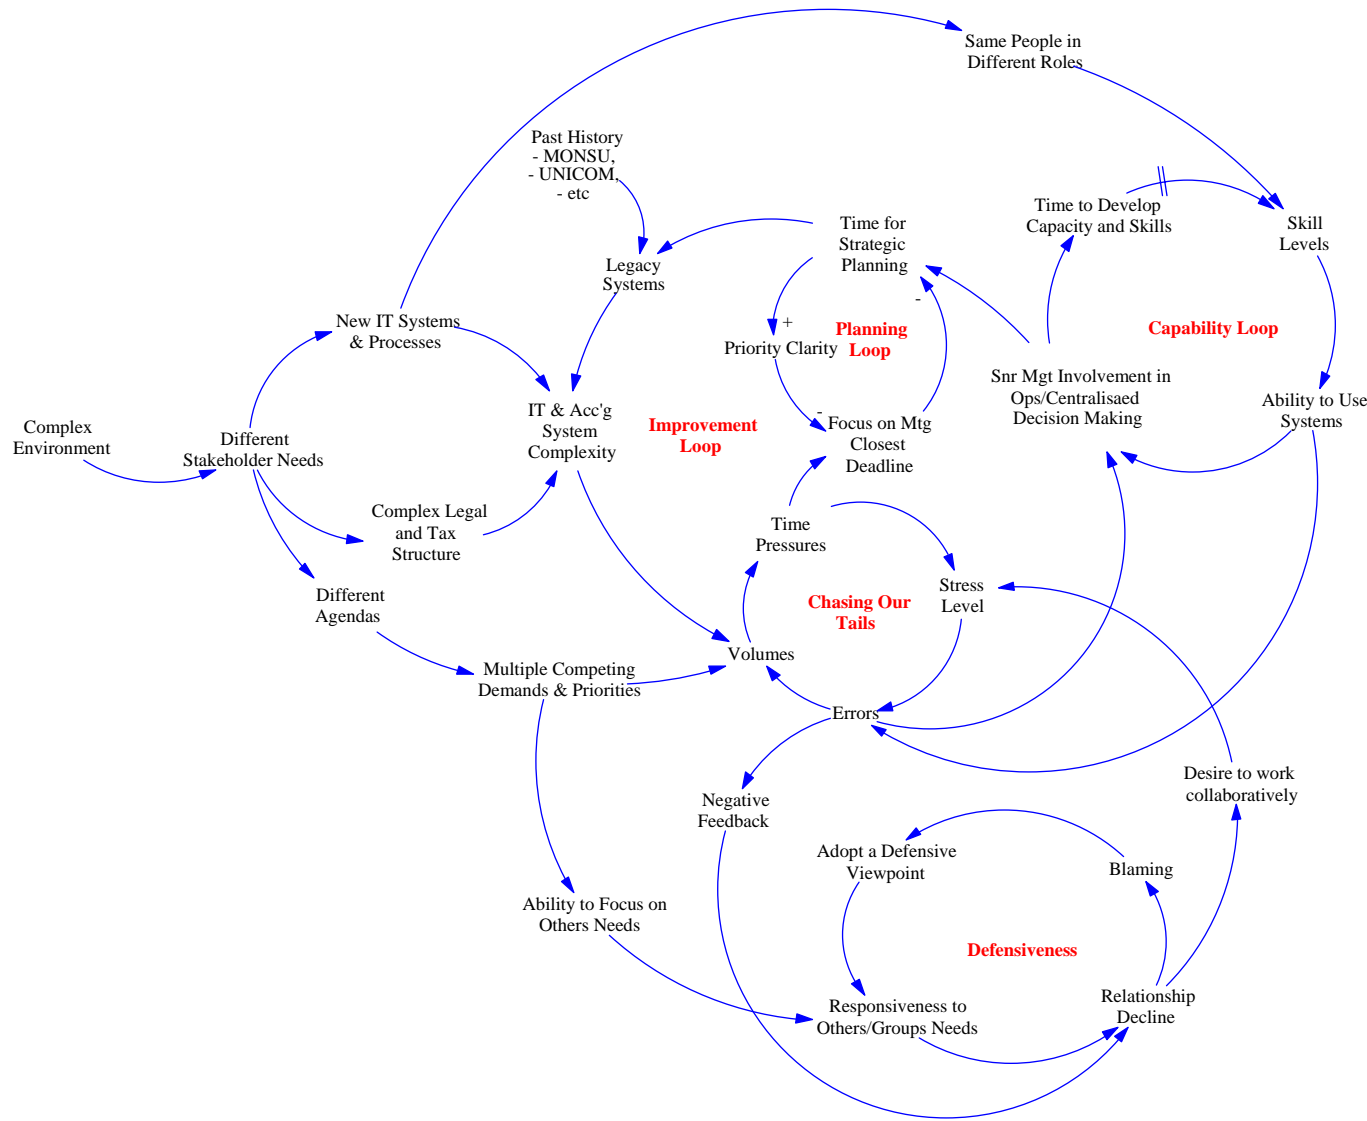 Same People in
Different Roles
Past History
- MONSU,
- UNICOM,
- etc
Time to Develop
Capacity and Skills
Skill
Levels
Time for
Strategic
Planning
Legacy
Systems
-
New IT Systems
& Processes
+
Planning
Loop
Capability Loop
Priority Clarity
Snr Mgt Involvement in
Ops/Centralisaed
Decision Making
Ability to Use
Systems
IT & Acc'g
System
Complexity
Improvement
Loop
-
Focus on Mtg
Closest
Deadline
Complex
Environment
Different
Stakeholder Needs
Complex Legal
and Tax
Structure
Time
Pressures
Different
Agendas
Chasing Our
Tails
Stress
Level
Volumes
Multiple Competing
Demands & Priorities
Errors
Negative
Feedback
Desire to work
collaboratively
Adopt a Defensive
Viewpoint
Blaming
Ability to Focus on
Others Needs
Defensiveness
Responsiveness to
Others/Groups Needs
Relationship
Decline